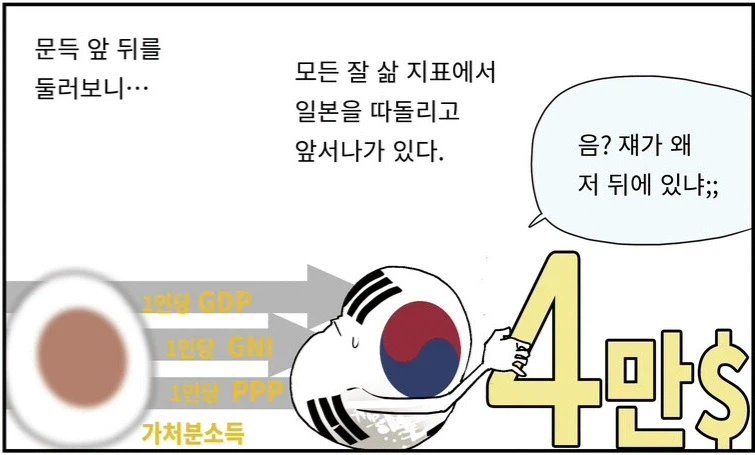 문득 앞 뒤를
둘러보니…
모든 잘 삶 지표에서
일본을 따돌리고
앞서나가 있다.
음? 쟤가 왜
저 뒤에 있냐;;
1인당 GDP
1인당 GNI
1인당 PPP
가처분소득
4만$